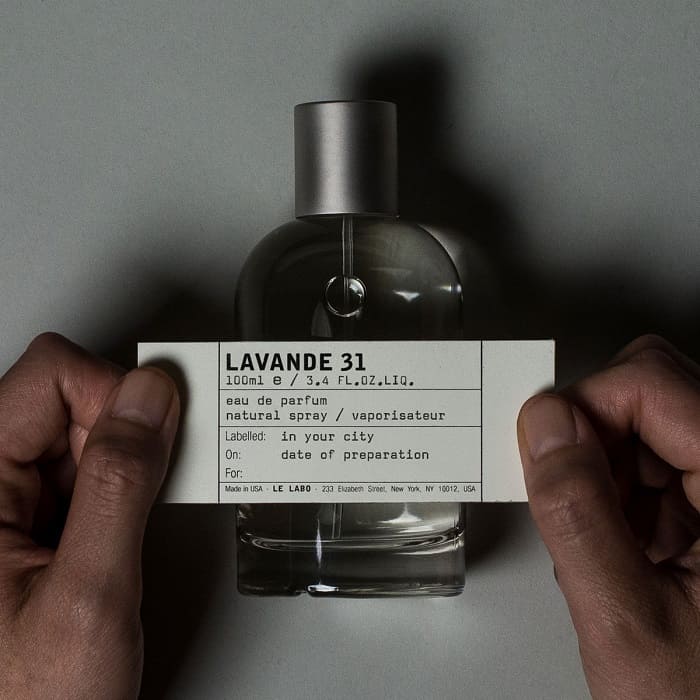 LAVANDE 31
100ml e / 3.4 FL.OZ.LIQ.
eau de parfum
natural spray / vaporisateur
Labelled: in your city
On: date of preparation
For:
Made in USA - LE LABO - 233 Elizabeth Street, New York, NY 10012, USA